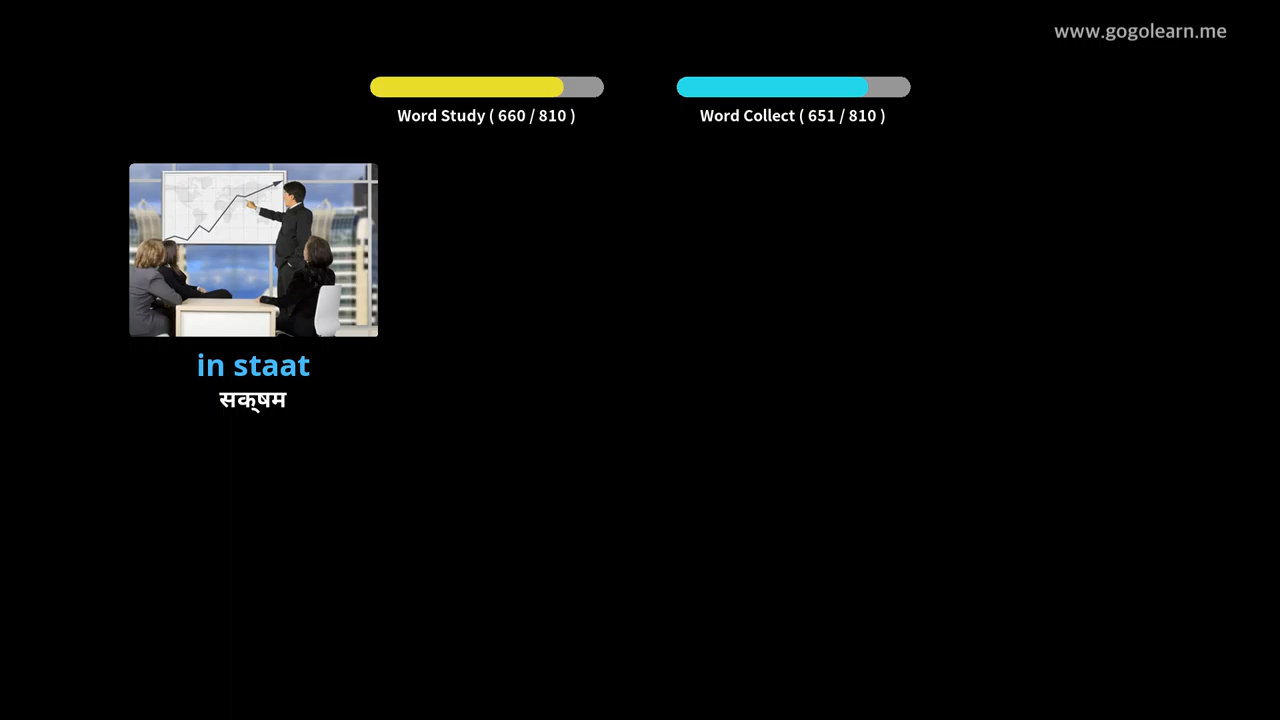 www.gogolearn.me
Word Study ( 660 / 810 )
Word Collect ( 651 / 810 )
in staat
सक्षम